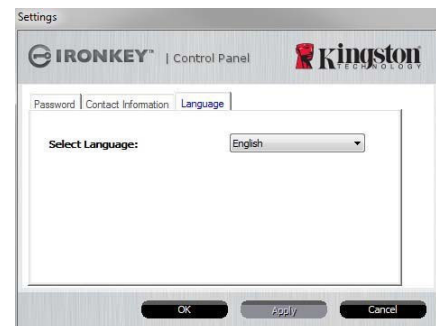 Settings
IRONKEY™ | Control Panel
Kingston
TECHNOLOGY
Password Contact Information Language
Select Language: English
OK Apply Cancel